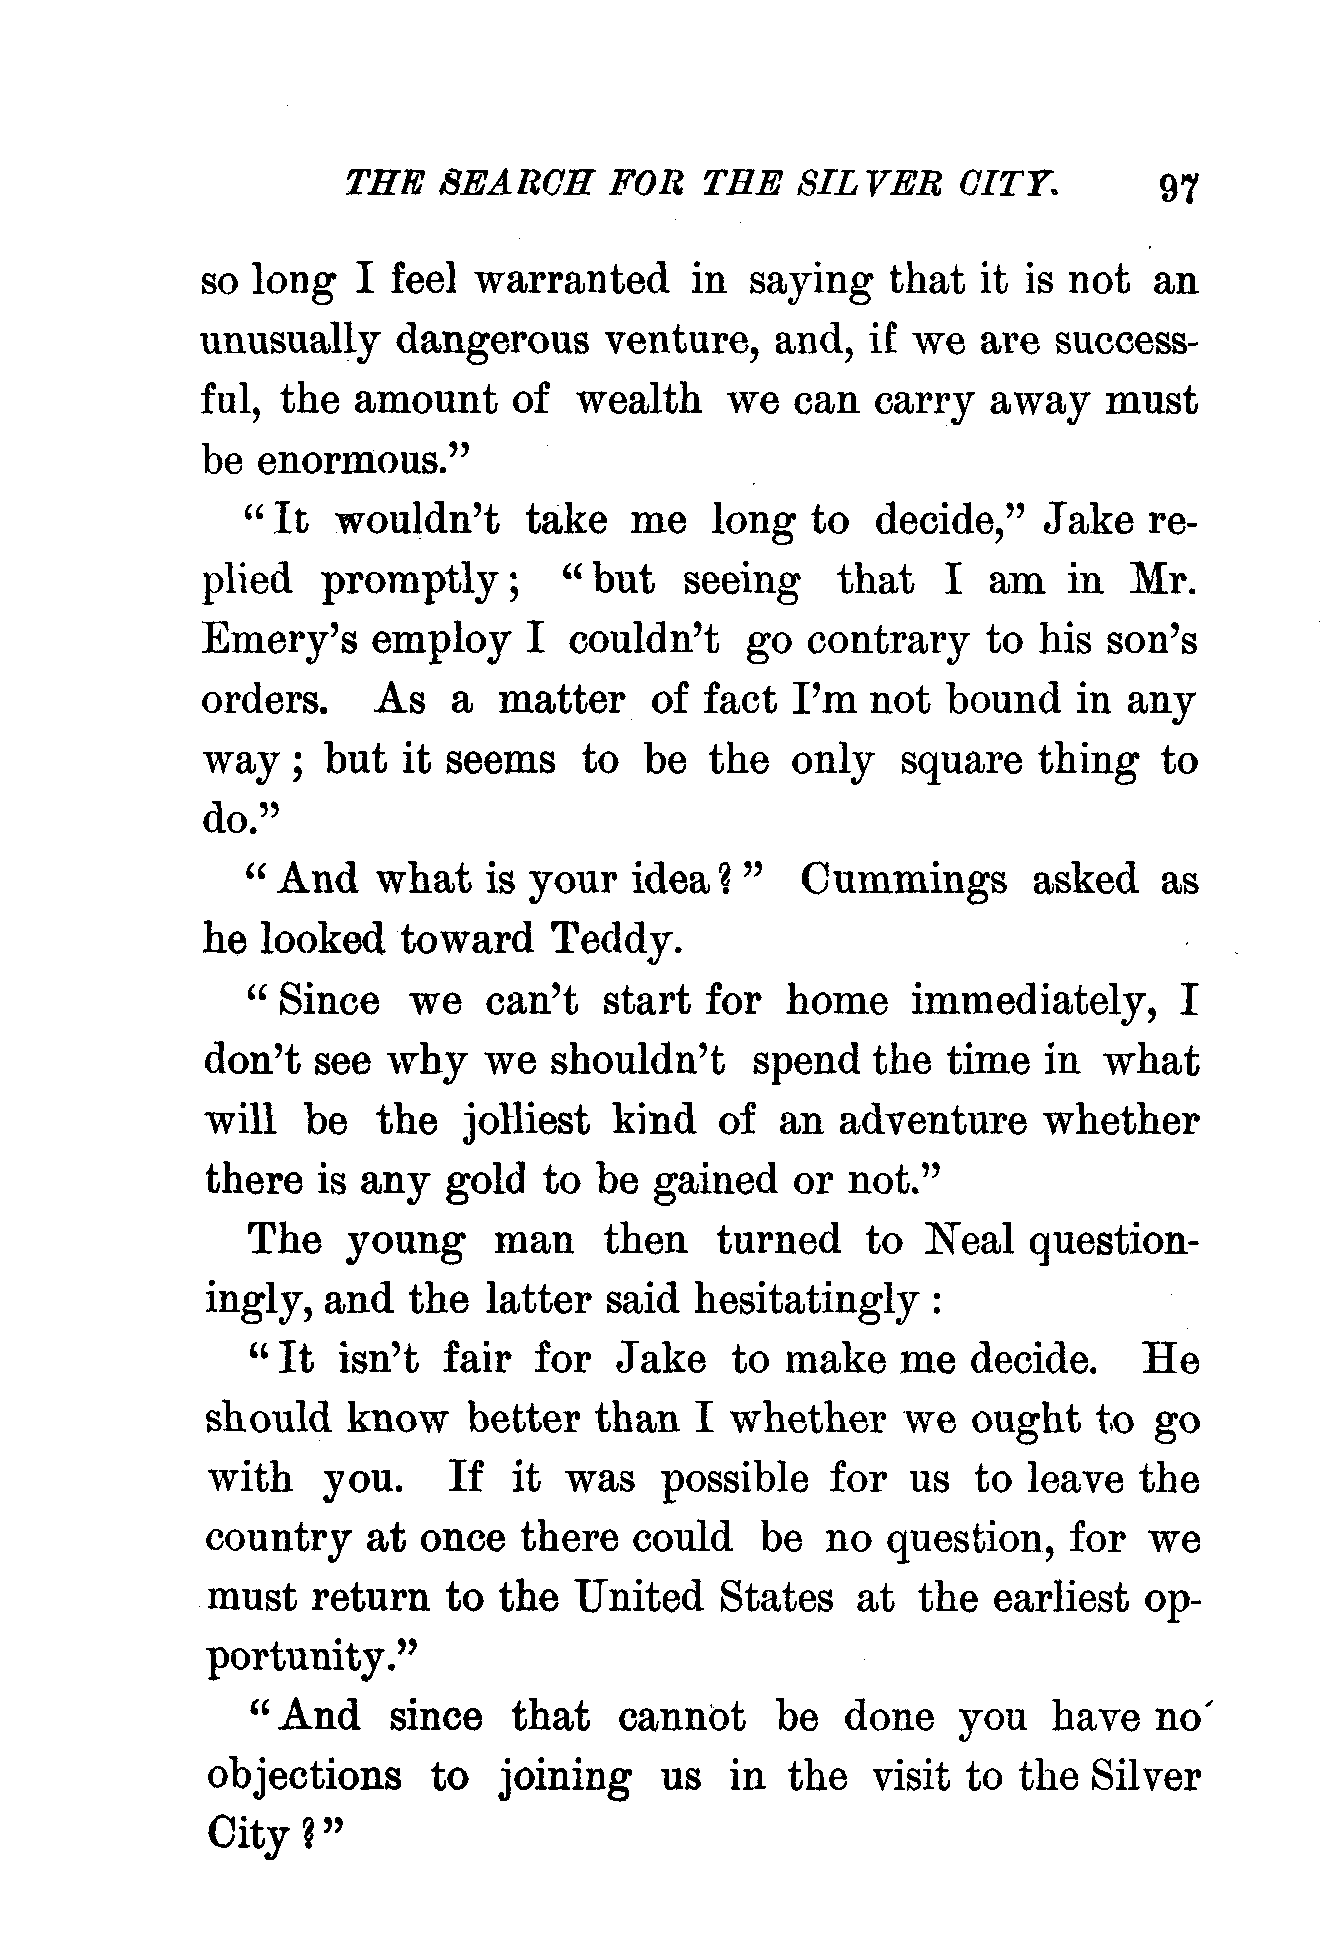 THE SEARCH FOR THE SILVER CITY. 97
so long I feel warranted in saying that it is not an
unusually dangerous venture, and, if we are success-
ful, the amount of wealth we can carry away must
be enormous.”
“It wouldn’t take me long to decide,” Jake re-
plied promptly; “but seeing that I am in Mr.
Emery’s employ I couldn’t go contrary to his son’s
orders. As a matter of fact I’m not bound in any
way; but it seems to be the only square thing to
do.”
“And what is your idea?” Cummings asked as
he looked toward Teddy.
“Since we can’t start for home immediately, I
don’t see why we shouldn’t spend the time in what
will be the jolliest kind of an adventure whether
there is any gold to be gained or not.”
The young man then turned to Neal question-
ingly, and the latter said hesitatingly:
“It isn’t fair for Jake to make me decide. He
should know better than I whether we ought to go
with you. If it was possible for us to leave the
country at once there could be no question, for we
must return to the United States at the earliest op-
portunity.”
“And since that cannot be done you have no
objections to joining us in the visit to the Silver
City?”